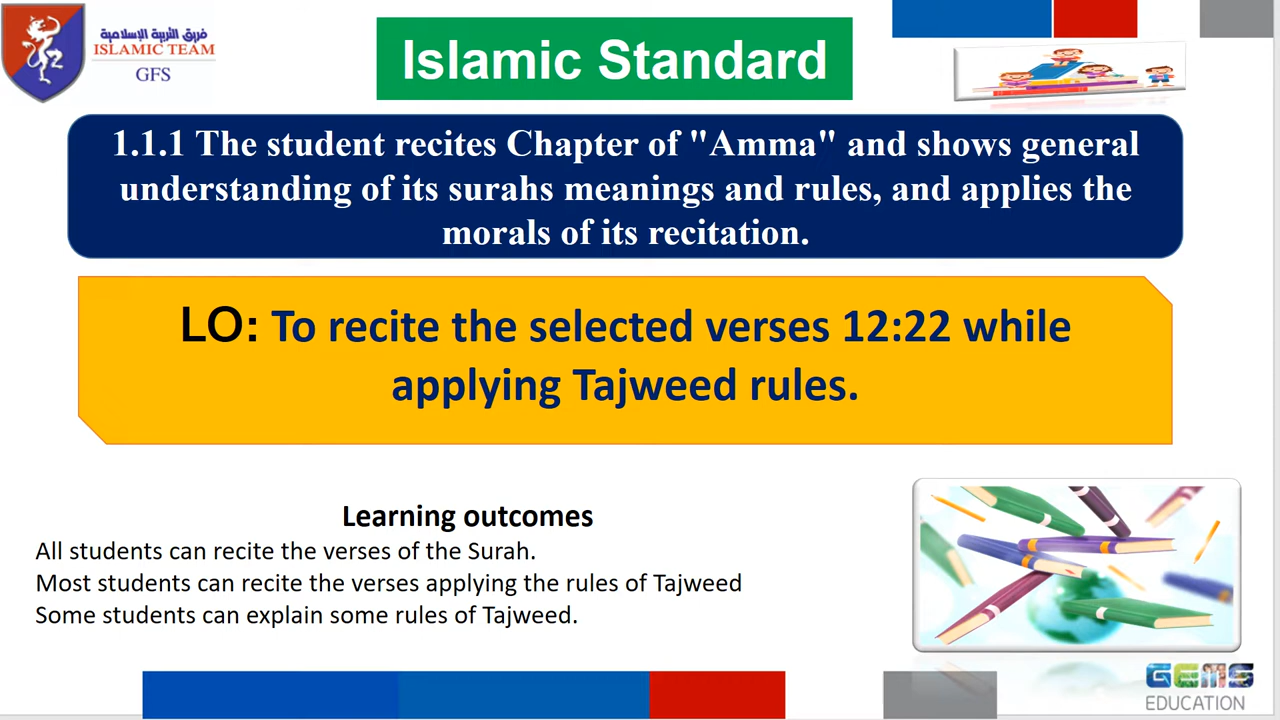 فريق التربية الإسلامية
ISLAMIC TEAM
GFS
Islamic Standard
1.1.1 The student recites Chapter of "Amma" and shows general
understanding of its surahs meanings and rules, and applies the
morals of its recitation.
LO: To recite the selected verses 12:22 while
applying Tajweed rules.
Learning outcomes
All students can recite the verses of the Surah.
Most students can recite the verses applying the rules of Tajweed
Some students can explain some rules of Tajweed.
GEMS
EDUCATION